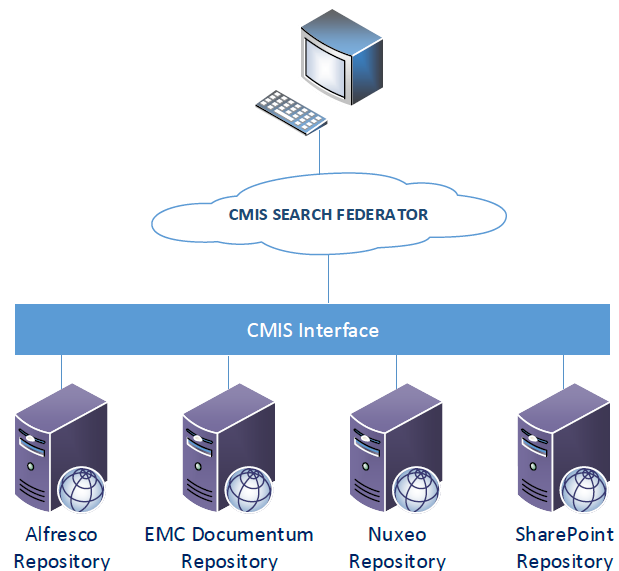 CMIS SEARCH FEDERATOR
CMIS Interface
Alfresco
Repository
EMC Documentum
Repository
Nuxeo
Repository
SharePoint
Repository